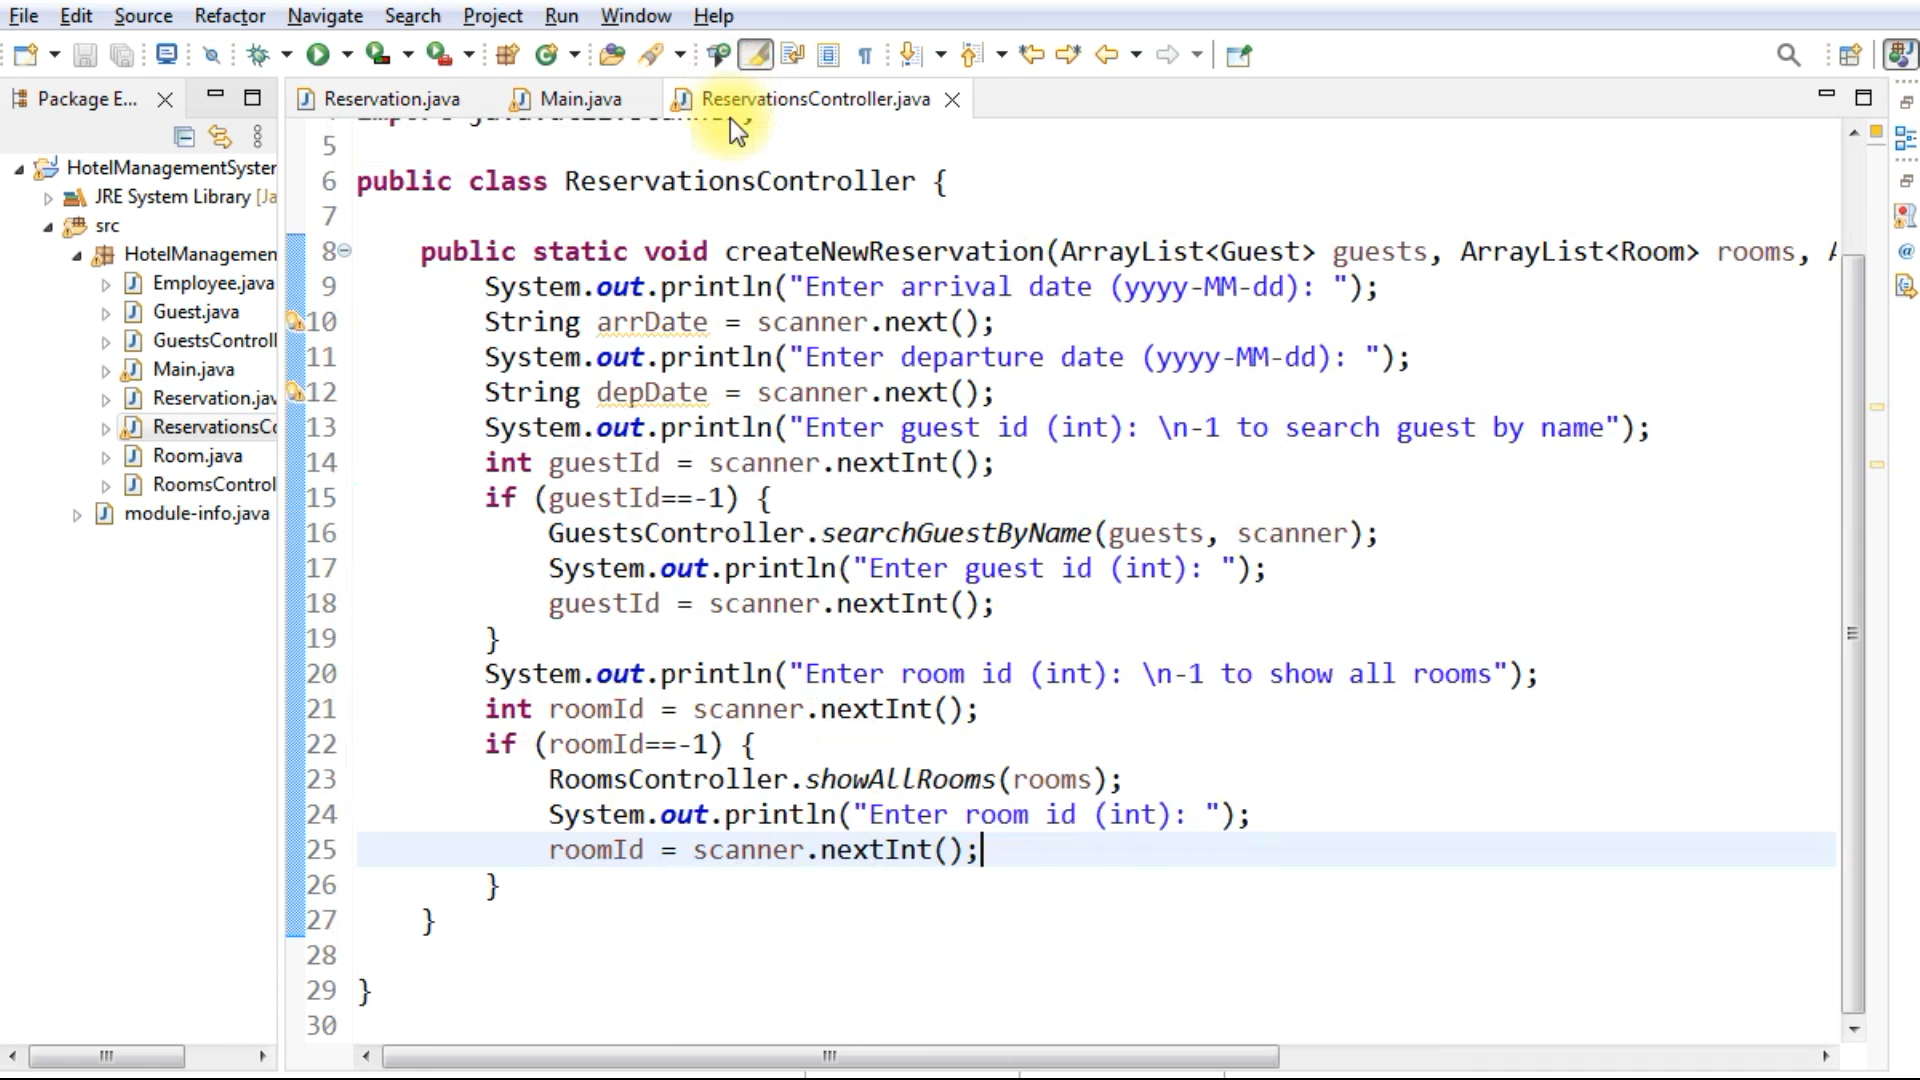 File Edit Source Refactor Navigate Search Project Run Window Help
Package E...
Reservation.java Main.java ReservationsController.java
HotelManagementSyster
JRE System Library [Ja
src
HotelManagemen
Employee.java
Guest.java
GuestsControll
Main.java
Reservation.jav
ReservationsCo
Room.java
RoomsControl
module-info.java
5
6 public class ReservationsController {
7
8 public static void createNewReservation(ArrayList<Guest> guests, ArrayList<Room> rooms,
9 System.out.println("Enter arrival date (yyyy-MM-dd): ");
10 String arrDate = scanner.next();
11 System.out.println("Enter departure date (yyyy-MM-dd): ");
12 String depDate = scanner.next();
13 System.out.println("Enter guest id (int): \n-1 to search guest by name");
14 int guestId = scanner.nextInt();
15 if (guestId==-1) {
16 GuestsController.searchGuestByName(guests, scanner);
17 System.out.println("Enter guest id (int): ");
18 guestId = scanner.nextInt();
19 }
20 System.out.println("Enter room id (int): \n-1 to show all rooms");
21 int roomId = scanner.nextInt();
22 if (roomId==-1) {
23 RoomsController.showAllRooms(rooms);
24 System.out.println("Enter room id (int): ");
25 roomId = scanner.nextInt();
26 }
27 }
28
29 }
30